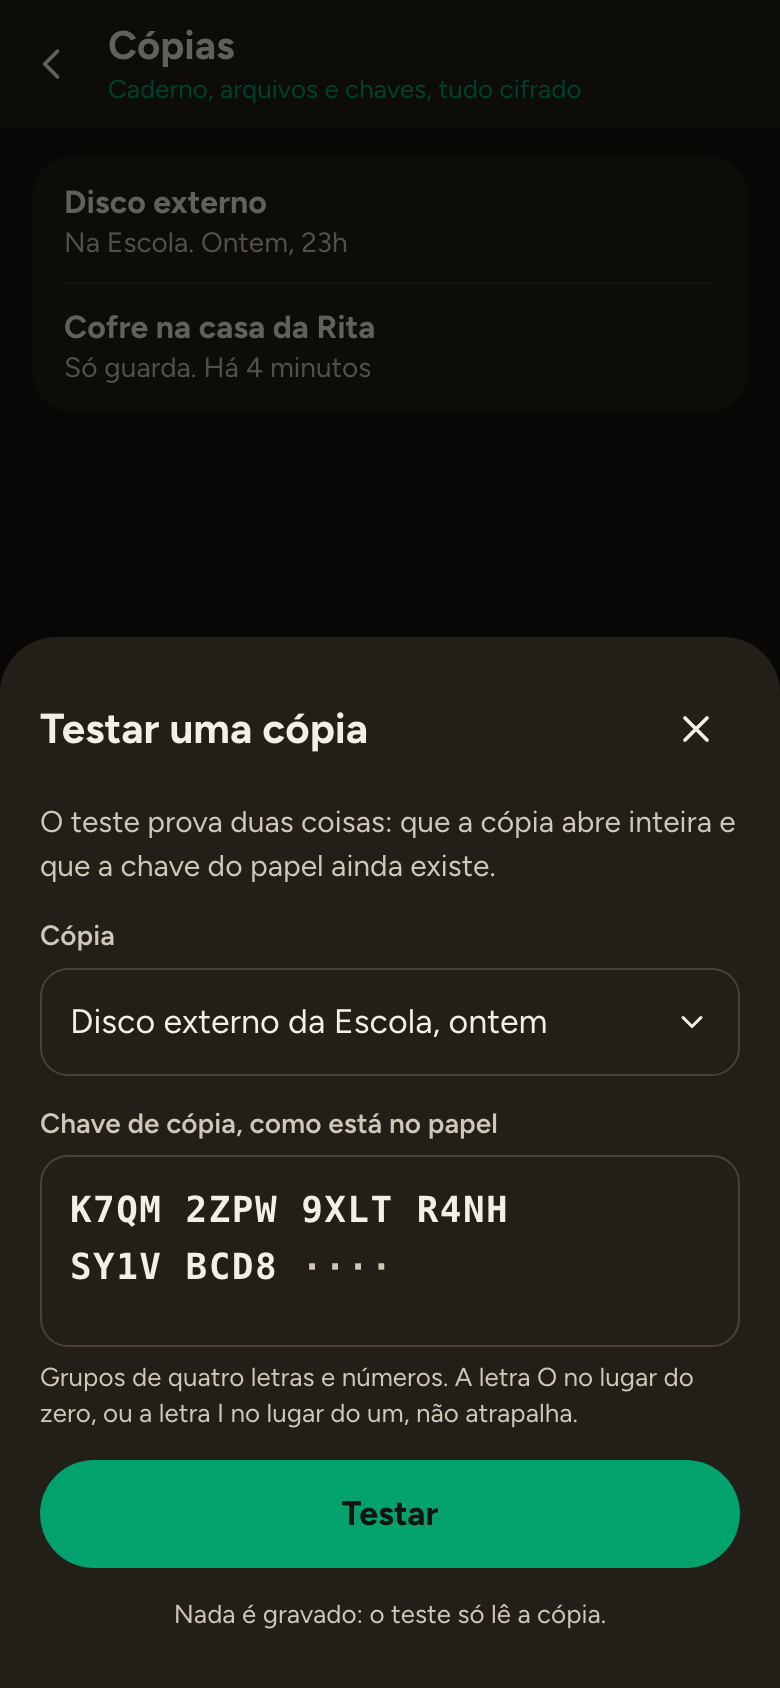 Cópias
Caderno, arquivos e chaves, tudo cifrado
Disco externo
Na Escola. Ontem, 23h
Cofre na casa da Rita
Só guarda. Há 4 minutos
Testar uma cópia
O teste prova duas coisas: que a cópia abre inteira e
que a chave do papel ainda existe.
Cópia
Disco externo da Escola, ontem
Chave de cópia, como está no papel
K7QM 2ZPW 9XLT R4NH
SY1V BCD8 ····
Grupos de quatro letras e números. A letra O no lugar do
zero, ou a letra I no lugar do um, não atrapalha.
Testar
Nada é gravado: o teste só lê a cópia.